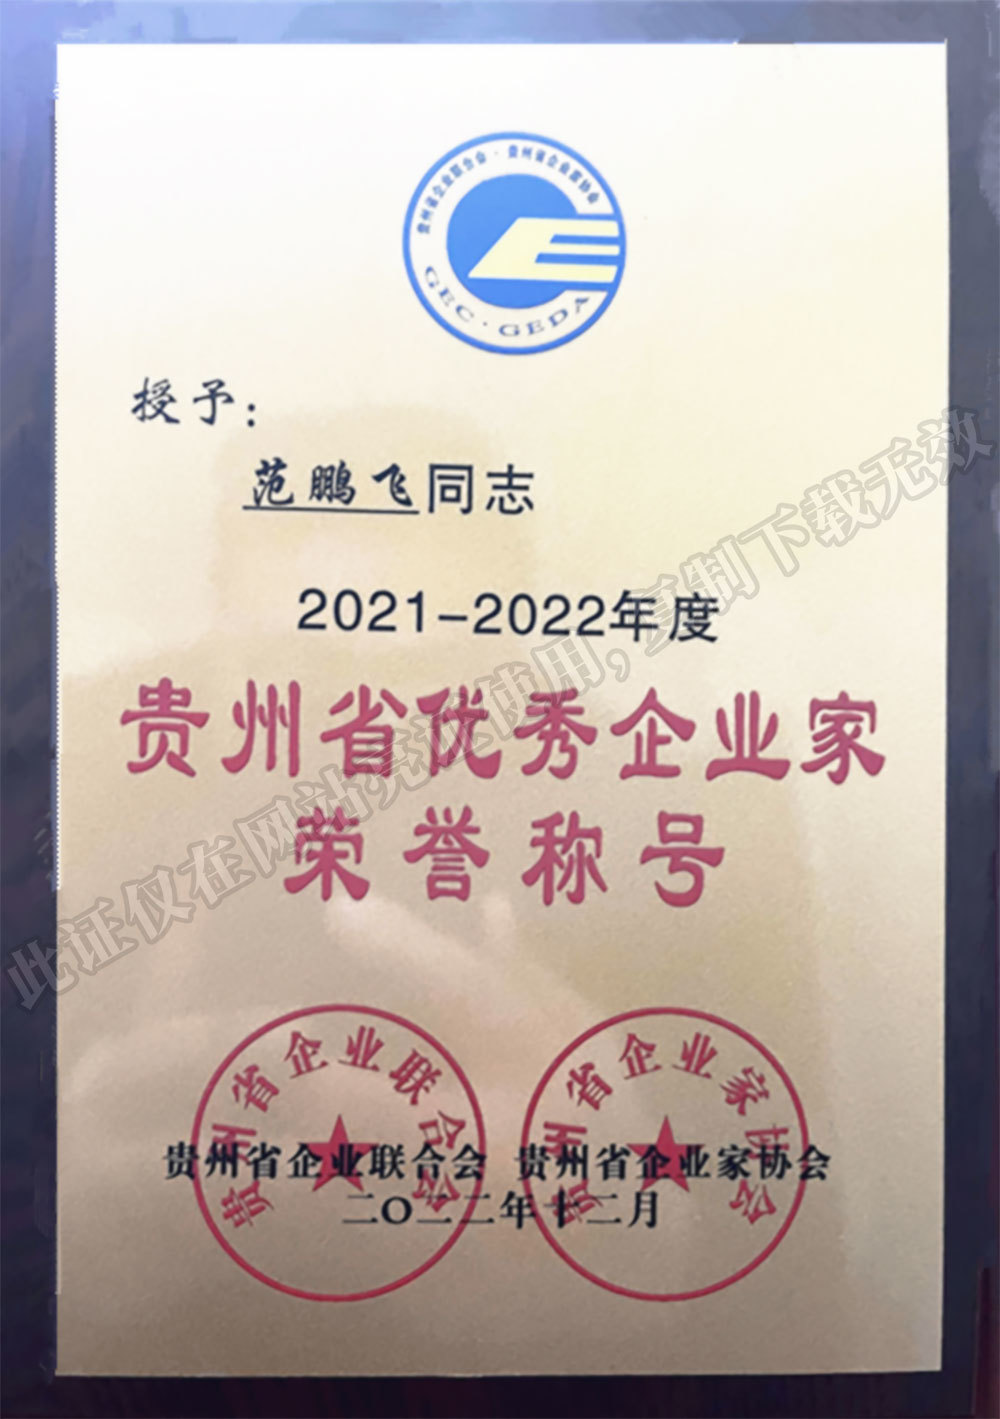 贵州省企业联合会·贵州省企业家协会
GEC·GEDA
授予：
范鹏飞同志
2021-2022年度
贵州省优秀企业家
荣誉称号
此证仅在网站亮诚使用，复制下载无效
贵州省企业联合会
贵州省企业家协会
贵州省企业联合会 贵州省企业家协会
二〇二二年十二月